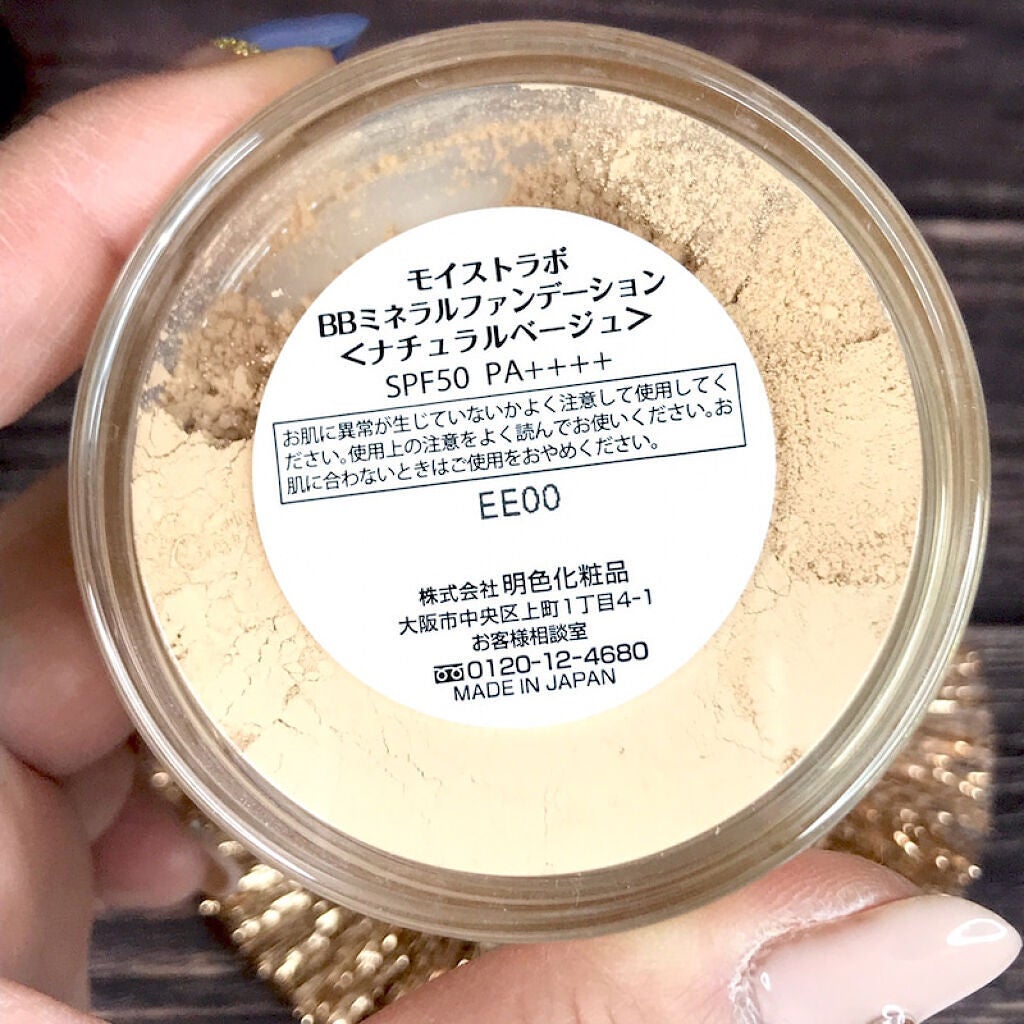 モイストラボ
BBミネラルファンデーション
<ナチュラルベージュ>
SPF50 PA++++
お肌に異常が生じていないかよく注意して使用してく
ださい。使用上の注意をよく読んでお使いください。お
肌に合わないときはご使用をおやめください。
EE00
株式会社 明色化粧品
大阪市中央区上町1丁目4-1
お客様相談室
0120-12-4680
MADE IN JAPAN